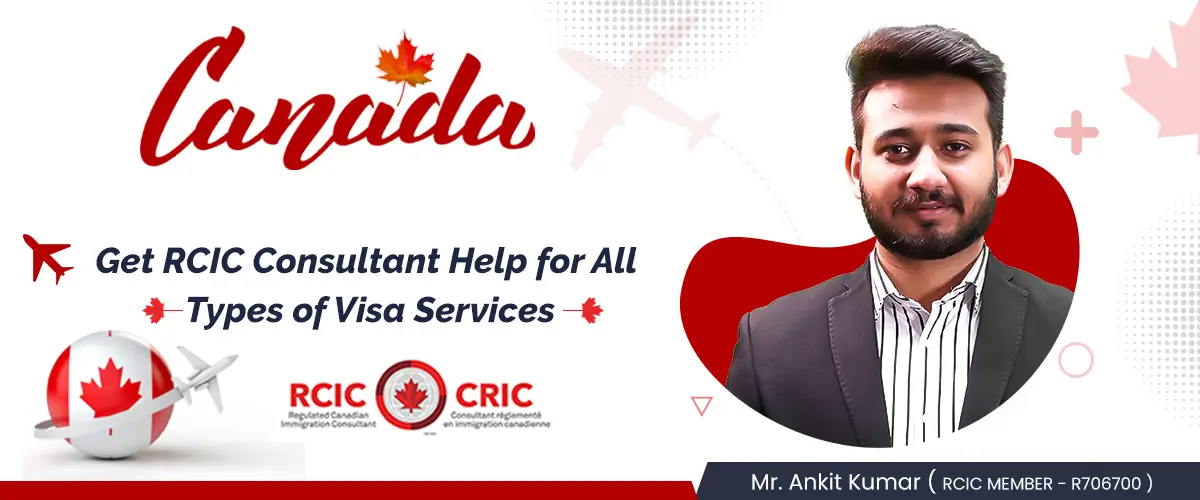 Canada
Get RCIC Consultant Help for All
Types of Visa Services
RCIC
Regulated Canadian
Immigration Consultant
CRIC
Consultant réglementé
en immigration canadienne
Mr. Ankit Kumar ( RCIC MEMBER - R706700 )